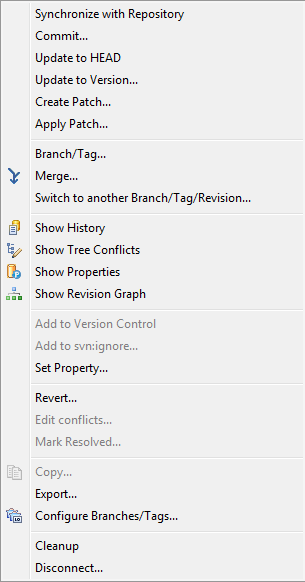 Synchronize with Repository
Commit...
Update to HEAD
Update to Version...
Create Patch...
Apply Patch...
Branch/Tag...
Merge...
Switch to another Branch/Tag/Revision...
Show History
Show Tree Conflicts
Show Properties
Show Revision Graph
Add to Version Control
Add to svn:ignore...
Set Property...
Revert...
Edit conflicts...
Mark Resolved...
Copy...
Export...
Configure Branches/Tags...
Cleanup
Disconnect...